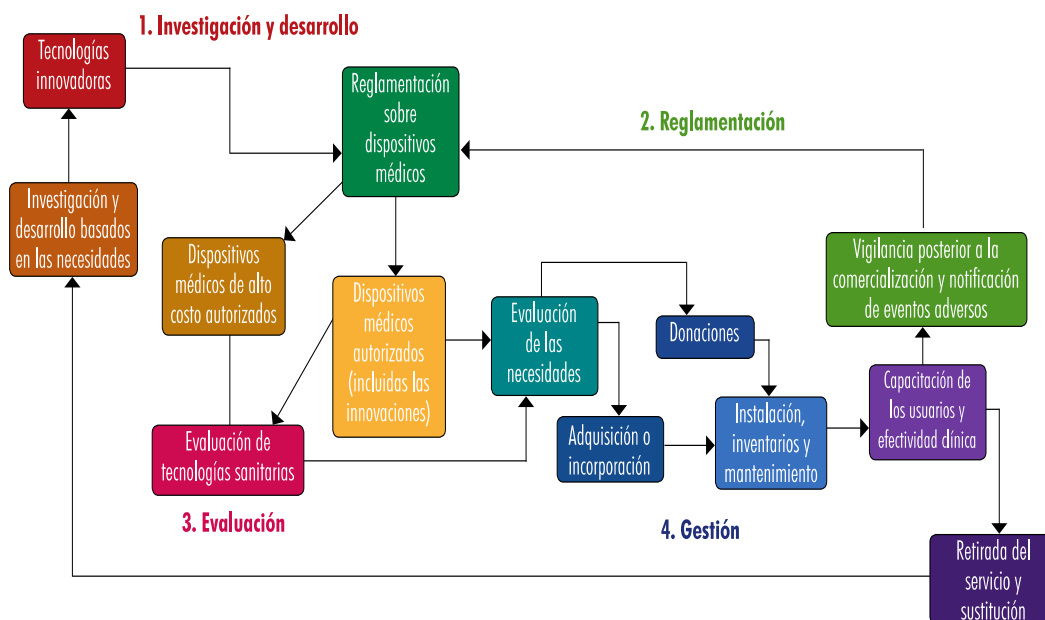 1. Investigación y desarrollo
Tecnologías
innovadoras
Reglamentación
sobre
dispositivos
médicos
2. Reglamentación
Investigación y
desarrollo basados
en las necesidades
Dispositivos
médicos de alto
costo autorizados
Dispositivos
médicos
autorizados
(incluidas las
innovaciones)
Evaluación
de las
necesidades
Donaciones
Vigilancia posterior a la
comercialización y notificación
de eventos adversos
Evaluación de
tecnologías sanitarias
Adquisición o
incorporación
Instalación,
inventarios y
mantenimiento
Capacitación de
los usuarios y
efectividad clínica
3. Evaluación
4. Gestión
Retirada del
servicio y
sustitución